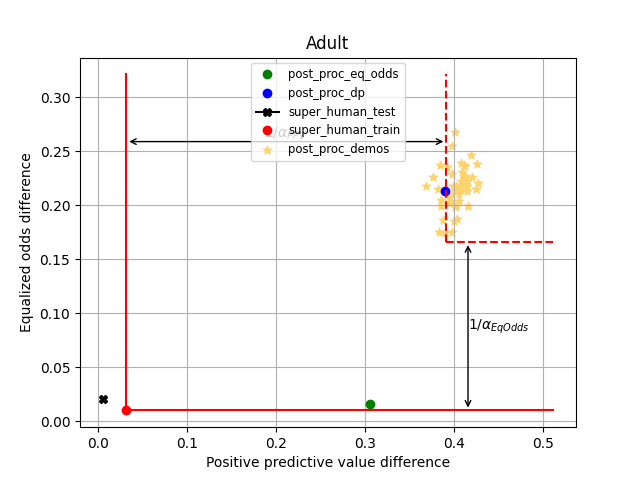 Adult
post_proc_eq_odds
post_proc_dp
super_human_test
super_human_train
post_proc_demos
0.30
0.25
0.20
0.15
0.10
0.05
0.00
Equalized odds difference
1/α_EqOdds
0.0 0.1 0.2 0.3 0.4 0.5
Positive predictive value difference